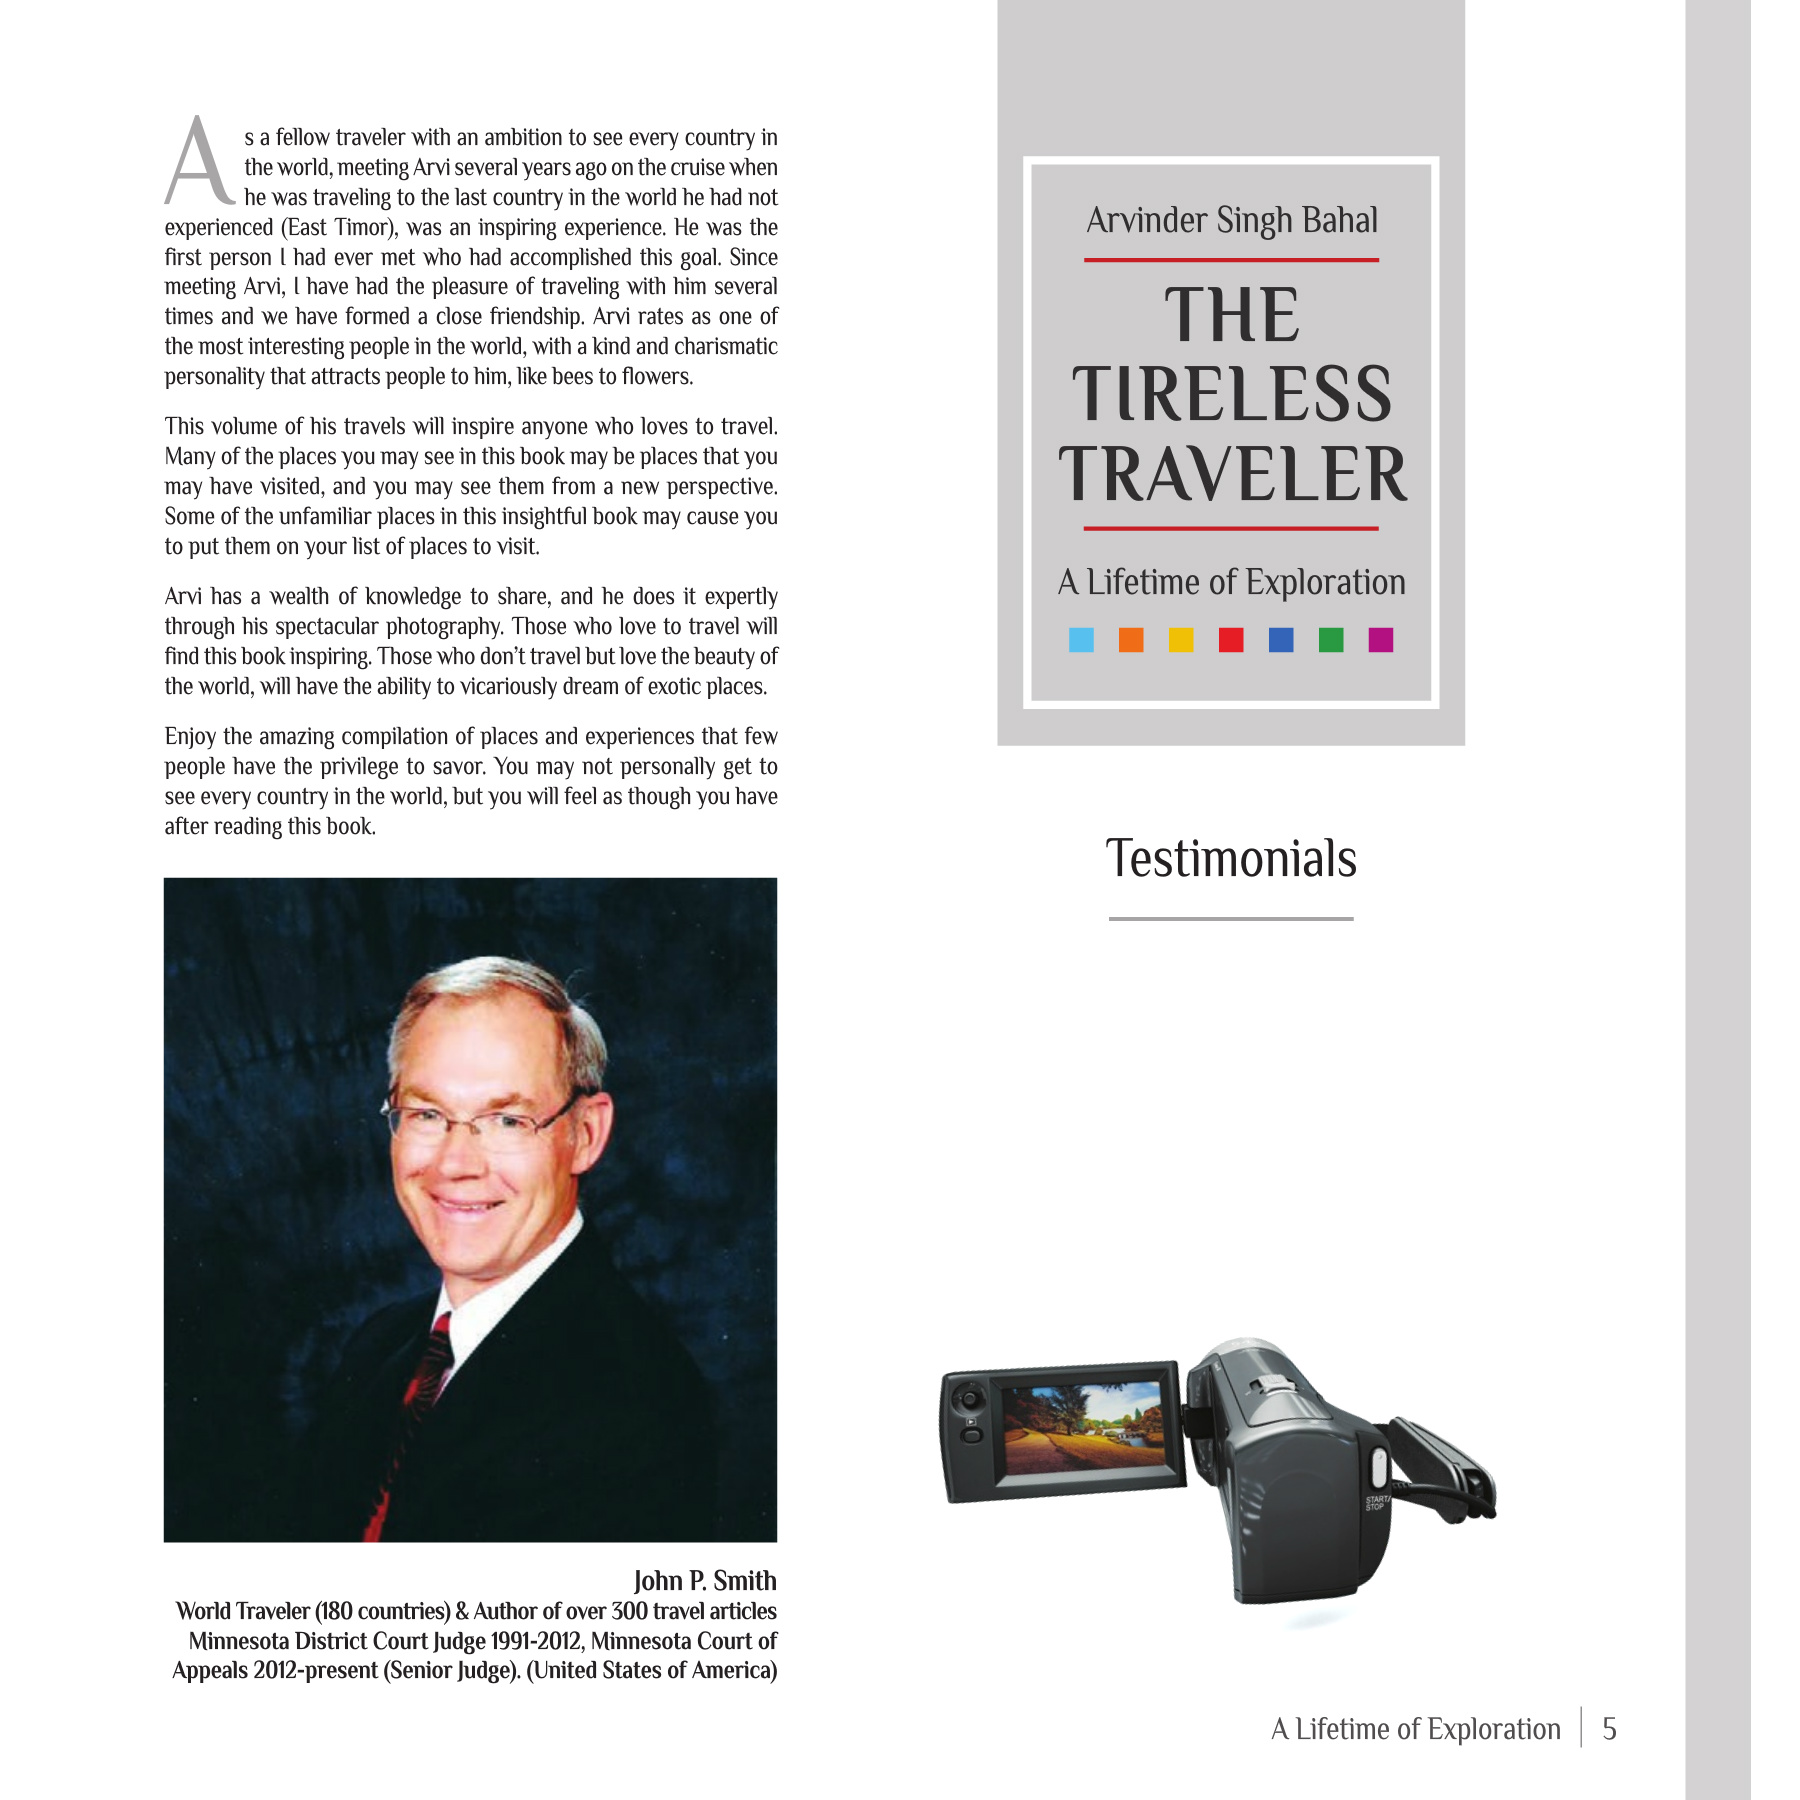 As a fellow traveler with an ambition to see every country in
the world, meeting Arvi several years ago on the cruise when
he was traveling to the last country in the world he had not
experienced (East Timor), was an inspiring experience. He was the
first person I had ever met who had accomplished this goal. Since
meeting Arvi, I have had the pleasure of traveling with him several
times and we have formed a close friendship. Arvi rates as one of
the most interesting people in the world, with a kind and charismatic
personality that attracts people to him, like bees to flowers.
This volume of his travels will inspire anyone who loves to travel.
Many of the places you may see in this book may be places that you
may have visited, and you may see them from a new perspective.
Some of the unfamiliar places in this insightful book may cause you
to put them on your list of places to visit.
Arvi has a wealth of knowledge to share, and he does it expertly
through his spectacular photography. Those who love to travel will
find this book inspiring. Those who don’t travel but love the beauty of
the world, will have the ability to vicariously dream of exotic places.
Enjoy the amazing compilation of places and experiences that few
people have the privilege to savor. You may not personally get to
see every country in the world, but you will feel as though you have
after reading this book.
John P. Smith
World Traveler (180 countries) & Author of over 300 travel articles
Minnesota District Court Judge 1991-2012, Minnesota Court of
Appeals 2012-present (Senior Judge). (United States of America)
Arvinder Singh Bahal
THE
TIRELESS
TRAVELER
A Lifetime of Exploration
Testimonials
START/
STOP
A Lifetime of Exploration | 5